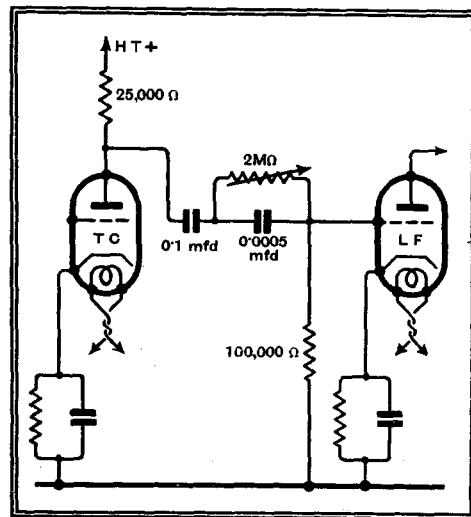 HT+
25,000 Ω
2MΩ
TC
0·1 mfd
0·0005
mfd
LF
100,000 Ω